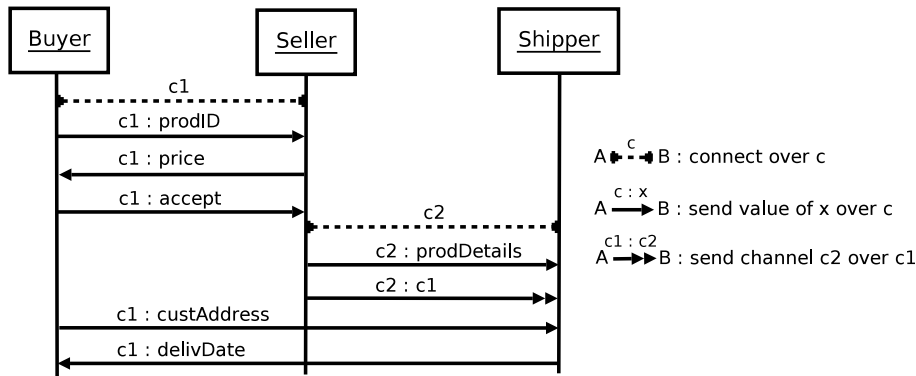 Buyer
Seller
Shipper
c1
c1 : prodID
c1 : price
c1 : accept
c2
c2 : prodDetails
c2 : c1
c1 : custAddress
c1 : delivDate
A c B : connect over c
A c : x B : send value of x over c
A c1 : c2 B : send channel c2 over c1